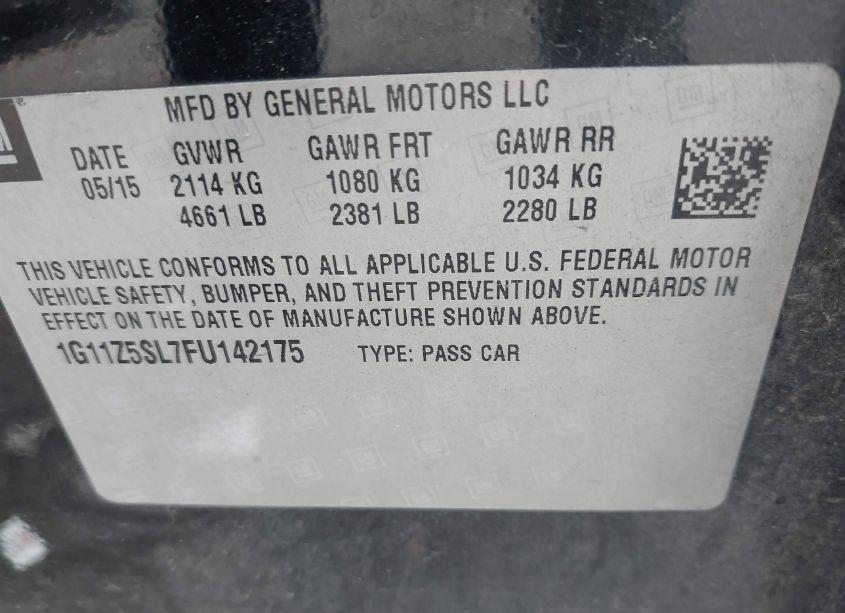 MFD BY GENERAL MOTORS LLC
DATE GVWR GAWR FRT GAWR RR
05/15 2114 KG 1080 KG 1034 KG
4661 LB 2381 LB 2280 LB
THIS VEHICLE CONFORMS TO ALL APPLICABLE U.S. FEDERAL MOTOR
VEHICLE SAFETY, BUMPER, AND THEFT PREVENTION STANDARDS IN
EFFECT ON THE DATE OF MANUFACTURE SHOWN ABOVE.
1G11Z5SL7FU142175 TYPE: PASS CAR